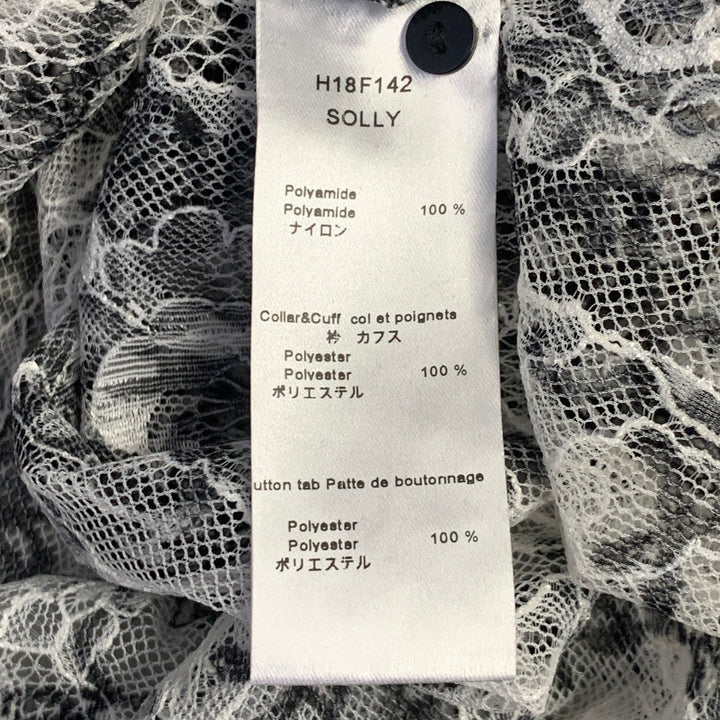 H18F142
SOLLY
Polyamide
Polyamide 100 %
ナイロン
Collar&Cuff col et poignets
衿 カフス
Polyester
Polyester 100 %
ポリエステル
utton tab Patte de boutonnage
Polyester
Polyester 100 %
ポリエステル